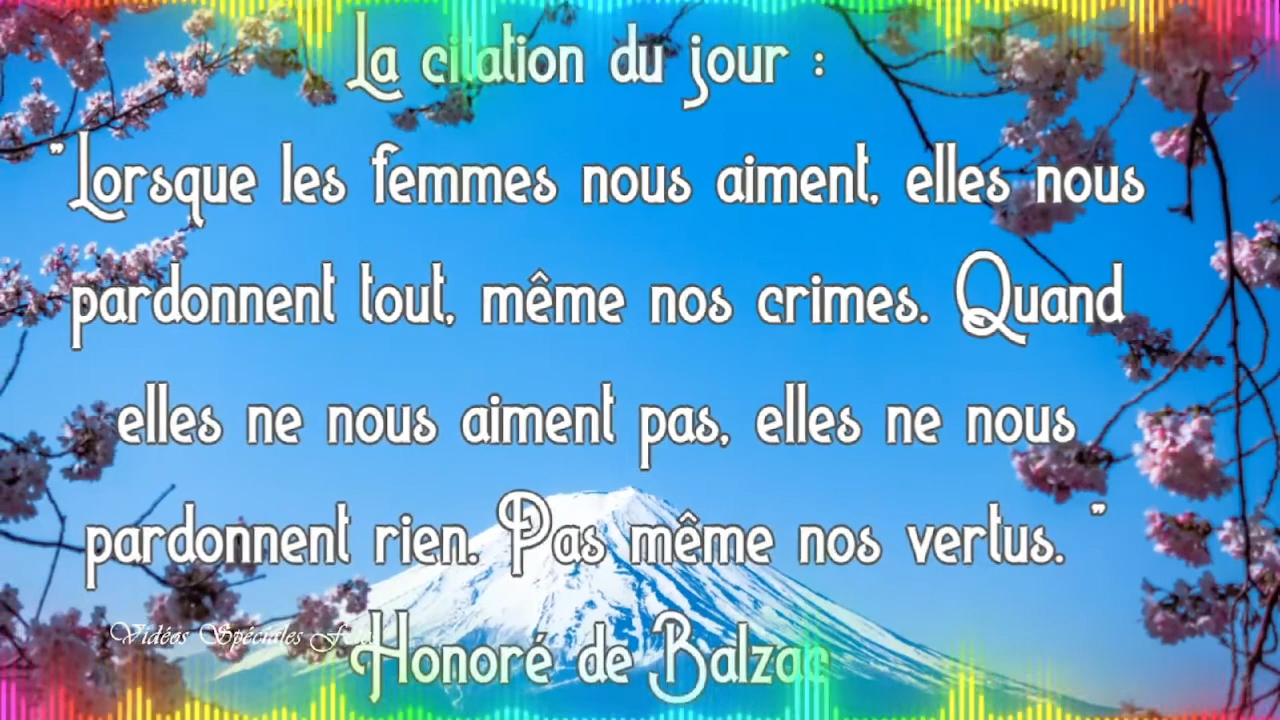 La citation du jour :
"Lorsque les femmes nous aiment, elles nous
pardonnent tout, même nos crimes. Quand
elles ne nous aiment pas, elles ne nous
pardonnent rien. Pas même nos vertus. "
Vidéos Spéciales
Honoré de Balzac